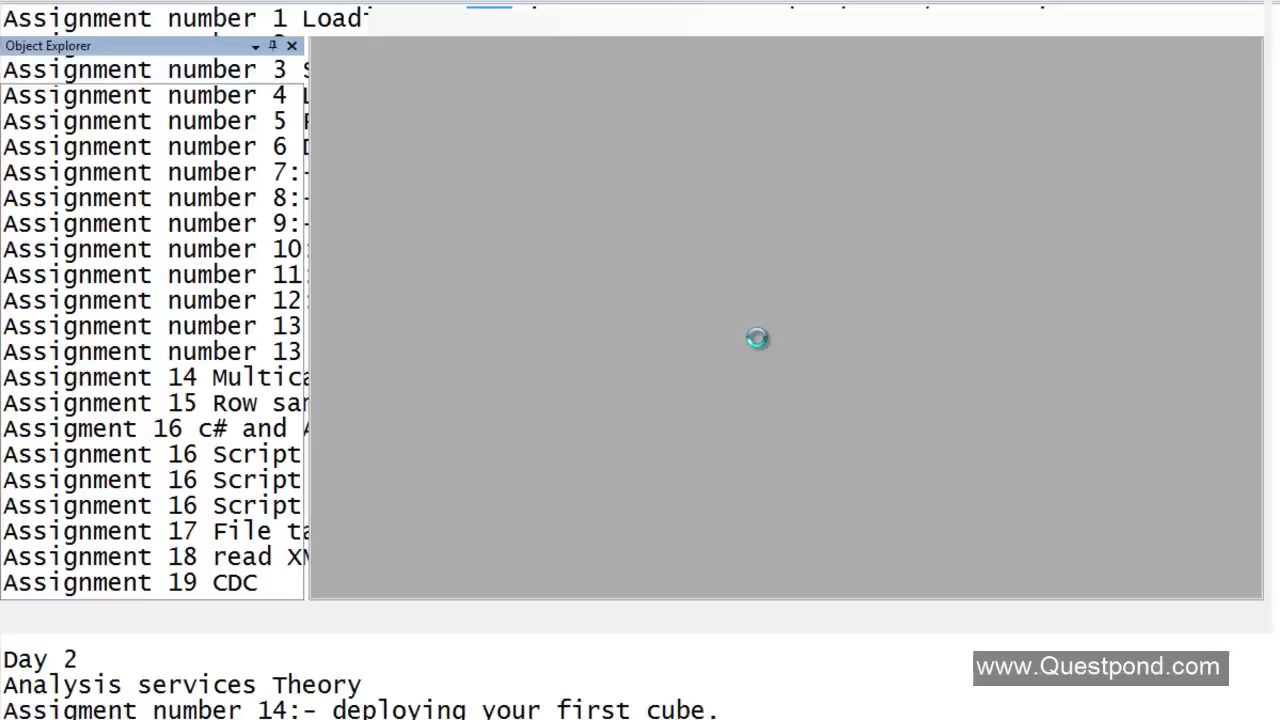 Assignment number 1 Load
Object Explorer
Assignment number 3
Assignment number 4
Assignment number 5
Assignment number 6
Assignment number 7:-
Assignment number 8:-
Assignment number 9:-
Assignment number 10:
Assignment number 11:
Assignment number 12:
Assignment number 13
Assignment number 13
Assignment 14 Multica
Assignment 15 Row sam
Assigment 16 c# and A
Assignment 16 Script
Assignment 16 Script
Assignment 16 Script
Assignment 17 File ta
Assignment 18 read XM
Assignment 19 CDC
Day 2
Analysis services Theory
Assigment number 14:- deploying your first cube.
www.Questpond.com